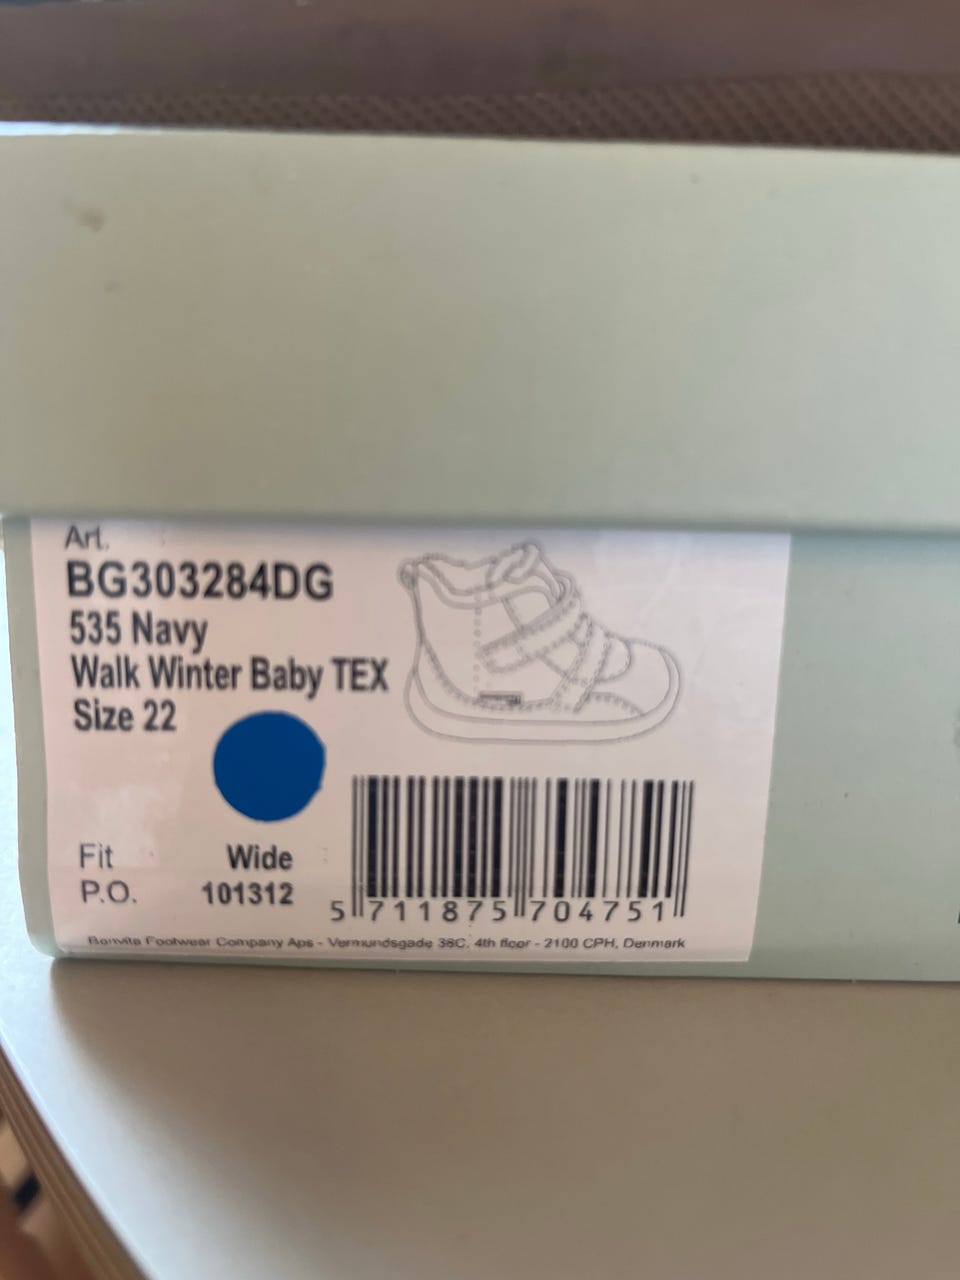 Art.
BG303284DG
535 Navy
Walk Winter Baby TEX
Size 22
Fit Wide
P.O. 101312
5 711875 704751
Bonvita Footwear Company Aps - Vermundsgade 38C, 4th floor - 2100 CPH, Denmark